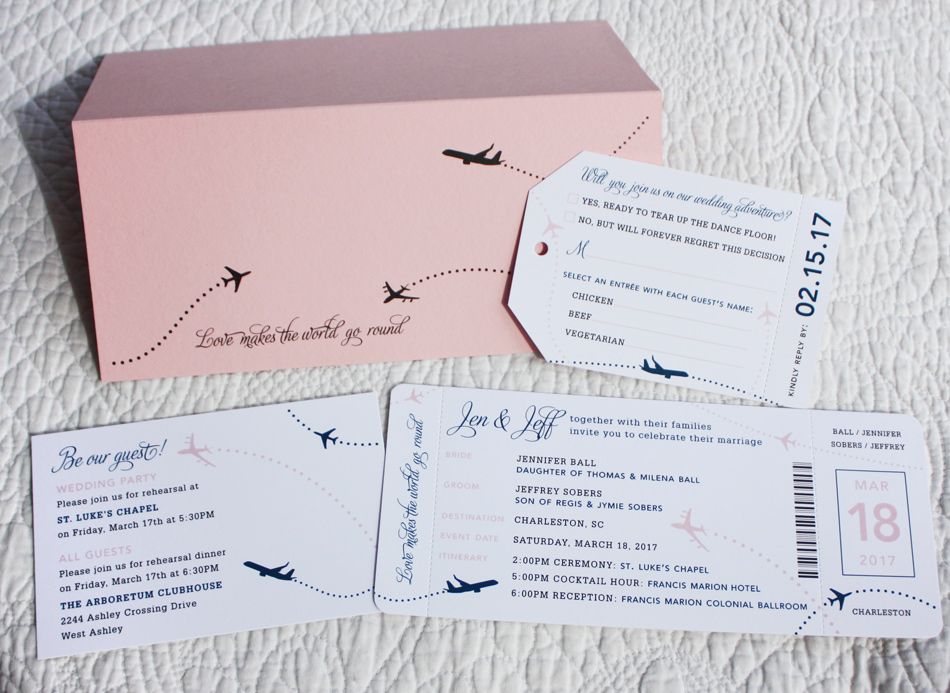 Love makes the world go round
Will you join us on our wedding adventure?
YES, READY TO TEAR UP THE DANCE FLOOR!
NO, BUT WILL FOREVER REGRET THIS DECISION
M
SELECT AN ENTRÉE WITH EACH GUEST'S NAME:
CHICKEN
BEEF
VEGETARIAN
KINDLY REPLY BY: 02.15.17
Be our guest!
WEDDING PARTY
Please join us for rehearsal at
ST. LUKE'S CHAPEL
on Friday, March 17th at 5:30PM
ALL GUESTS
Please join us for rehearsal dinner
on Friday, March 17th at 6:30PM
THE ARBORETUM CLUBHOUSE
2244 Ashley Crossing Drive
West Ashley
Love makes the world go round
Jen & Jeff together with their families
invite you to celebrate their marriage
BRIDE
JENNIFER BALL
DAUGHTER OF THOMAS & MILENA BALL
GROOM
JEFFREY SOBERS
SON OF REGIS & JYMIE SOBERS
DESTINATION
CHARLESTON, SC
EVENT DATE
SATURDAY, MARCH 18, 2017
ITINERARY
2:00PM CEREMONY: ST. LUKE'S CHAPEL
5:00PM COCKTAIL HOUR: FRANCIS MARION HOTEL
6:00PM RECEPTION: FRANCIS MARION COLONIAL BALLROOM
BALL / JENNIFER
SOBERS / JEFFREY
MAR
18
2017
CHARLESTON